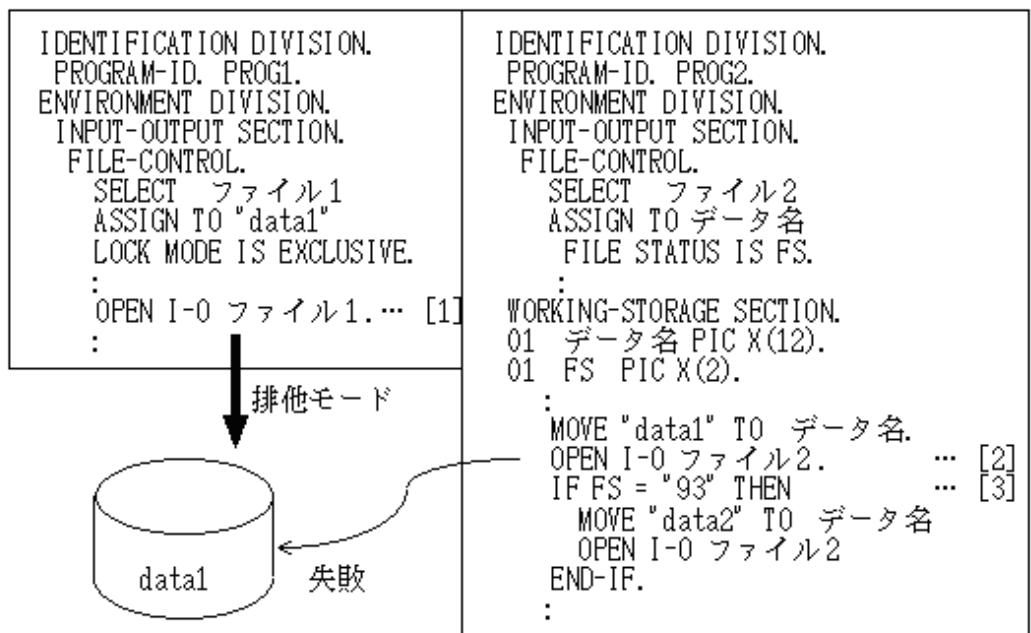 IDENTIFICATION DIVISION.
PROGRAM-ID. PROG1.
ENVIRONMENT DIVISION.
INPUT-OUTPUT SECTION.
FILE-CONTROL.
SELECT ファイル1
ASSIGN TO "data1"
LOCK MODE IS EXCLUSIVE.
:
OPEN I-O ファイル1.… [1]
:
排他モード
data1
失敗
IDENTIFICATION DIVISION.
PROGRAM-ID. PROG2.
ENVIRONMENT DIVISION.
INPUT-OUTPUT SECTION.
FILE-CONTROL.
SELECT ファイル2
ASSIGN TO データ名
FILE STATUS IS FS.
:
WORKING-STORAGE SECTION.
01 データ名 PIC X(12).
01 FS PIC X(2).
:
MOVE "data1" TO データ名.
OPEN I-O ファイル2. … [2]
IF FS = "93" THEN … [3]
MOVE "data2" TO データ名
OPEN I-O ファイル2
END-IF.
: